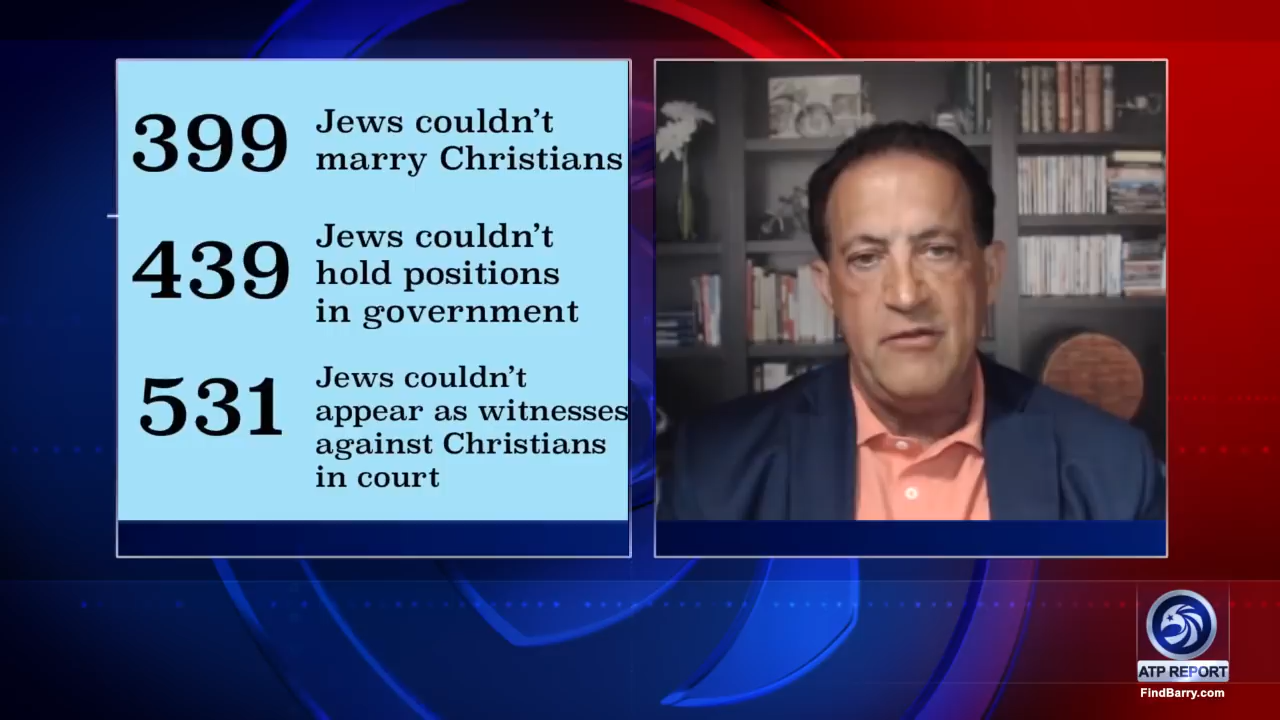 399
Jews couldn't
marry Christians
439
Jews couldn't
hold positions
in government
531
Jews couldn't
appear as witnesses
against Christians
in court
ATP REPORT
FindBarry.com